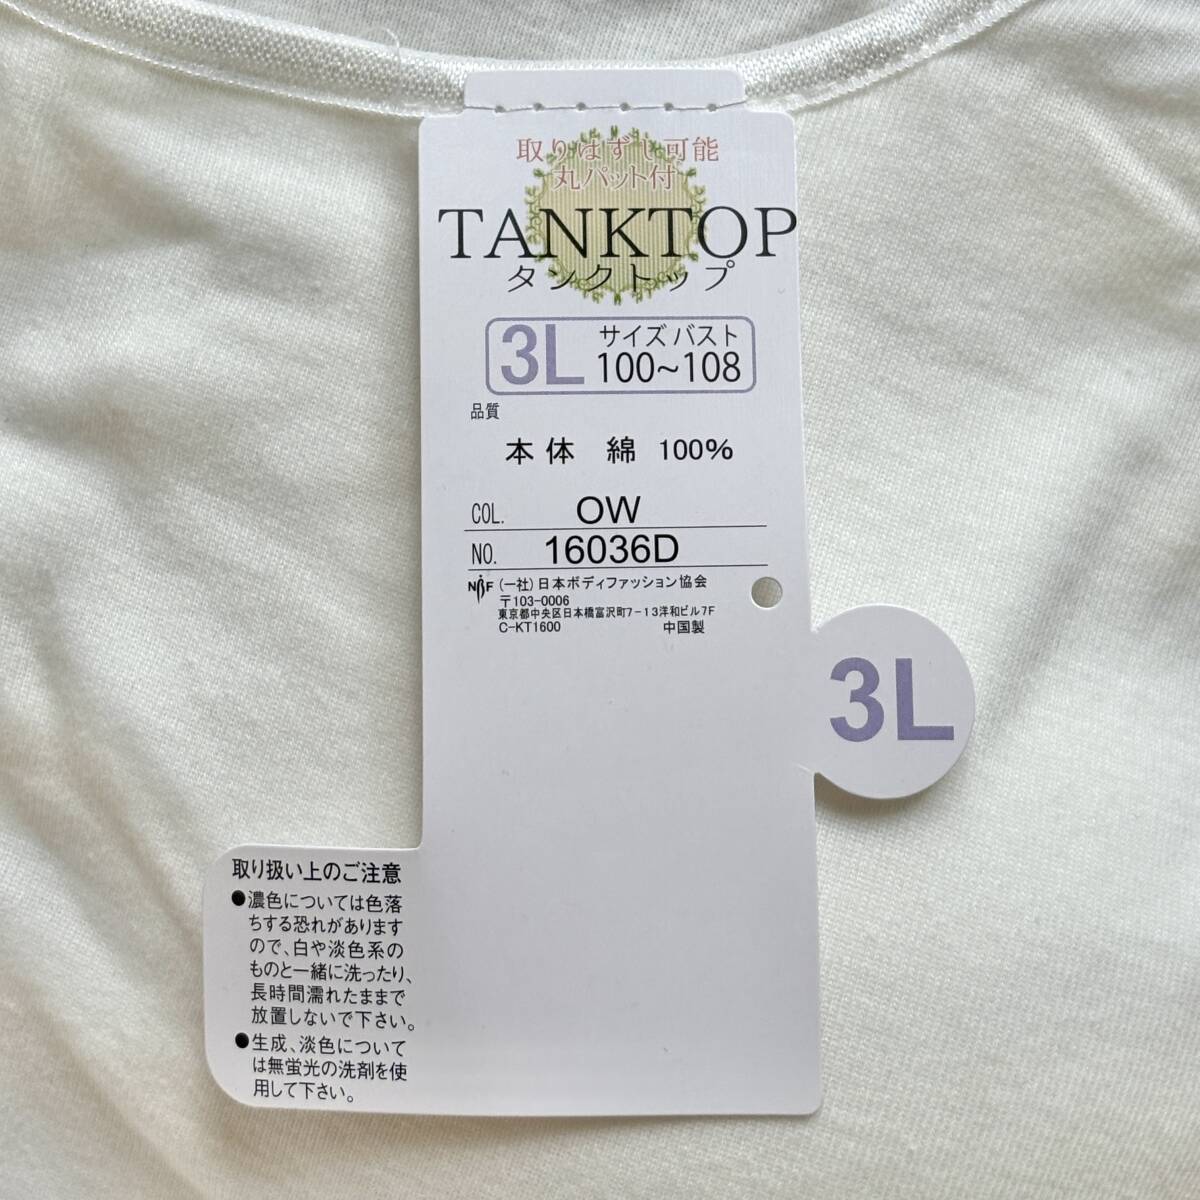 取りはずし可能
丸パット付
TANKTOP
タンクトップ
3L サイズ バスト
100~108
品質
本体 綿 100%
COL. OW
NO. 16036D
NBF (一社)日本ボディファッション協会
〒103-0006
東京都中央区日本橋富沢町7-13洋和ビル7F
C-KT1600 中国製
3L
取り扱い上のご注意
●濃色については色落
ちする恐れがあります
ので、白や淡色系の
ものと一緒に洗ったり、
長時間濡れたままで
放置しないで下さい。
●生成、淡色について
は無蛍光の洗剤を使
用して下さい。